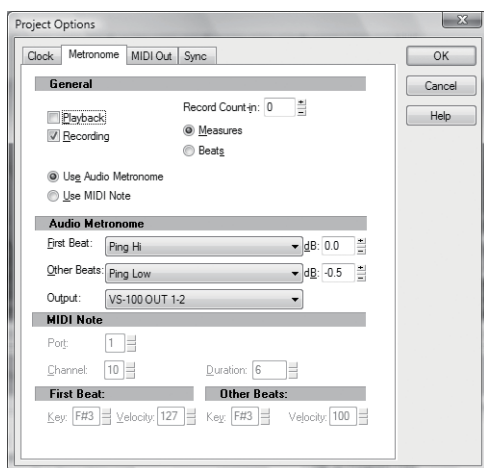 Project Options
Clock Metronome MIDI Out Sync
OK
Cancel
Help
General
Playback
Recording
Record Count-in: 0
Measures
Beats
Use Audio Metronome
Use MIDI Note
Audio Metronome
First Beat: Ping Hi dB: 0.0
Other Beats: Ping Low dB: -0.5
Output: VS-100 OUT 1-2
MIDI Note
Port: 1
Channel: 10 Duration: 6
First Beat: Other Beats:
Key: F#3 Velocity: 127 Key: F#3 Velocity: 100